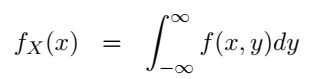 f_X(x) = ∫_{-∞}^{∞} f(x, y)dy